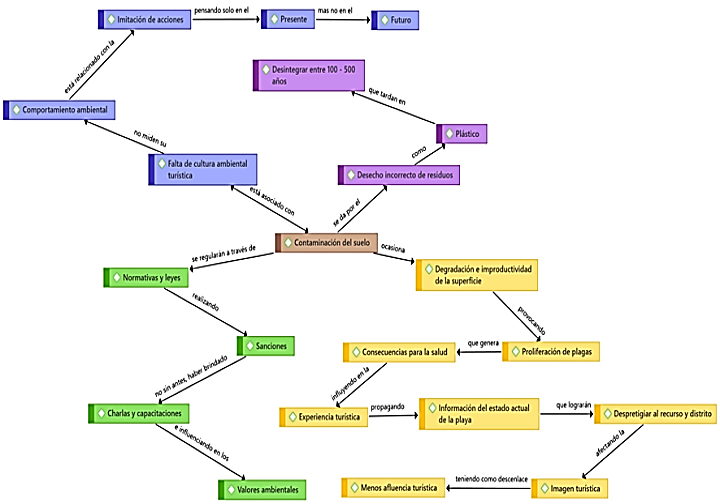 Imitación de acciones
pensando solo en el
Presente
mas no en el
Futuro
está relacionado con la
Comportamiento ambiental
no miden su
Falta de cultura ambiental
turística
está asociado con
Desintegrar entre 100 - 500
años
que tardan en
Plástico
como
Desecho incorrecto de residuos
se da por el
Contaminación del suelo
se regularán a través de
Normativas y leyes
realizando
Sanciones
no sin antes, haber brindado
Charlas y capacitaciones
e influenciando en los
Valores ambientales
ocasiona
Degradación e improductividad
de la superficie
provocando
Proliferación de plagas
que genera
Consecuencias para la salud
influyendo en la
Experiencia turística
propagando
Información del estado actual
de la playa
que lograrán
Despretigiar al recurso y distrito
afectando la
Imagen turística
teniendo como descenlace
Menos afluencia turística